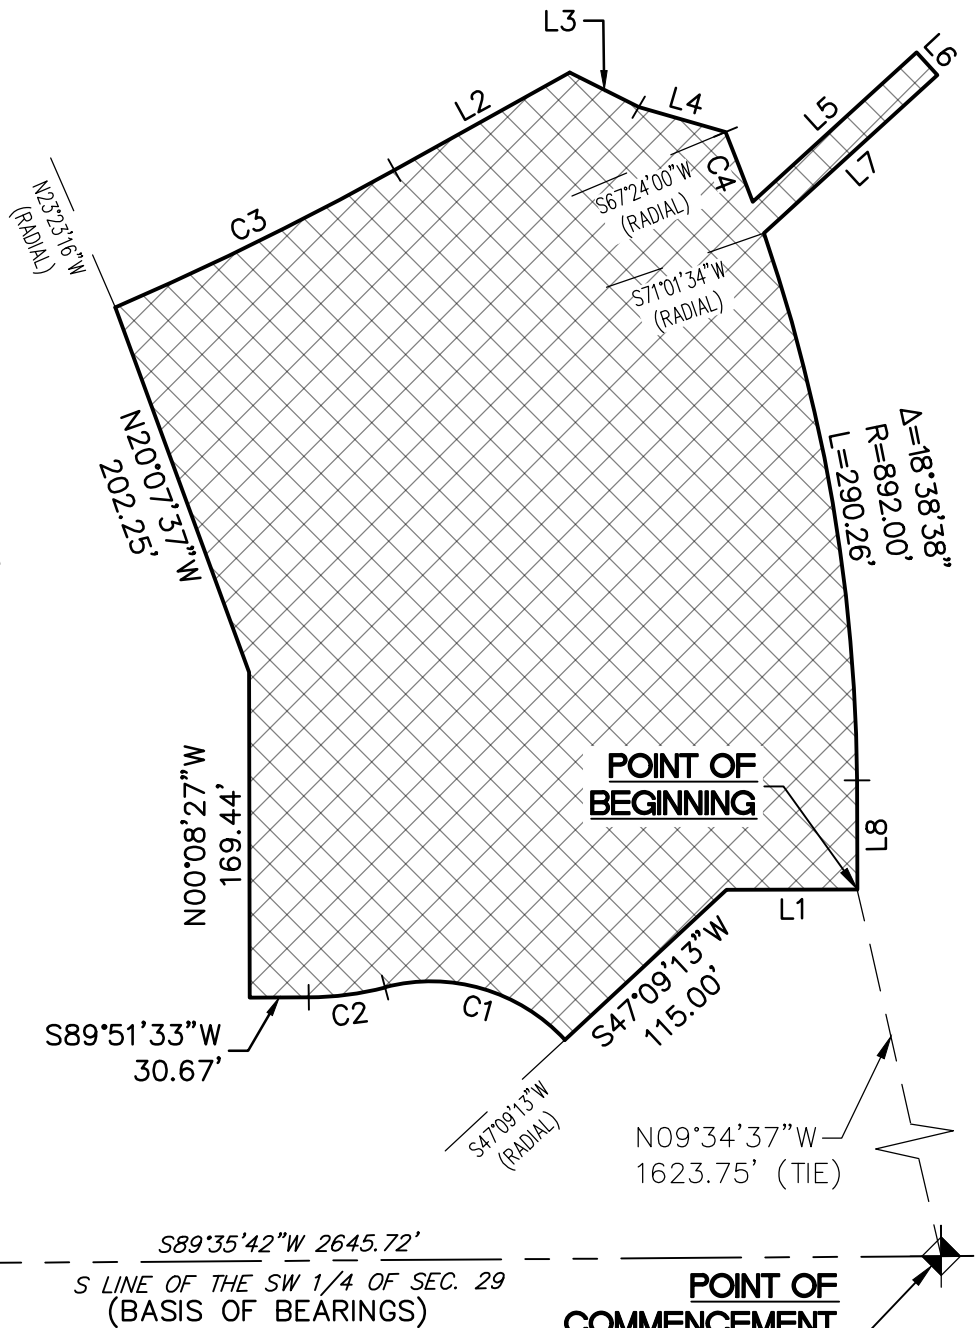 L3
L6
L2
L4
L5
C4
L7
S67°24'00"W
(RADIAL)
N23°23'16"W
(RADIAL)
C3
S71°01'34"W
(RADIAL)
Δ=18°38'38"
R=892.00'
L=290.26'
N20°07'37"W
202.25'
POINT OF
BEGINNING
N00°08'27"W
169.44'
L8
L1
S47°09'13"W
115.00'
C2
C1
S89°51'33"W
30.67'
S47°09'13"W
(RADIAL)
N09°34'37"W
1623.75' (TIE)
S89°35'42"W 2645.72'
S LINE OF THE SW 1/4 OF SEC. 29
(BASIS OF BEARINGS)
POINT OF
COMMENCEMENT